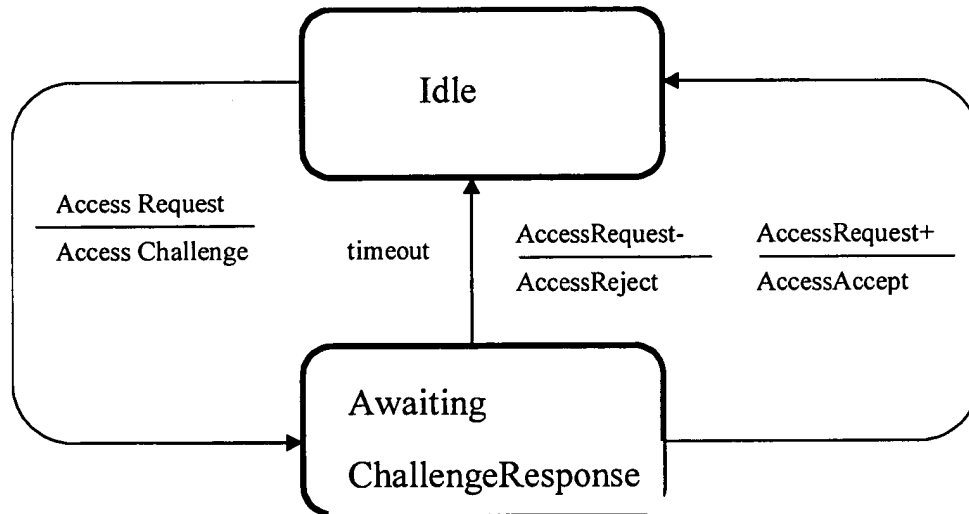 Idle
Access Request
Access Challenge
timeout
AccessRequest-
AccessReject
AccessRequest+
AccessAccept
Awaiting
ChallengeResponse